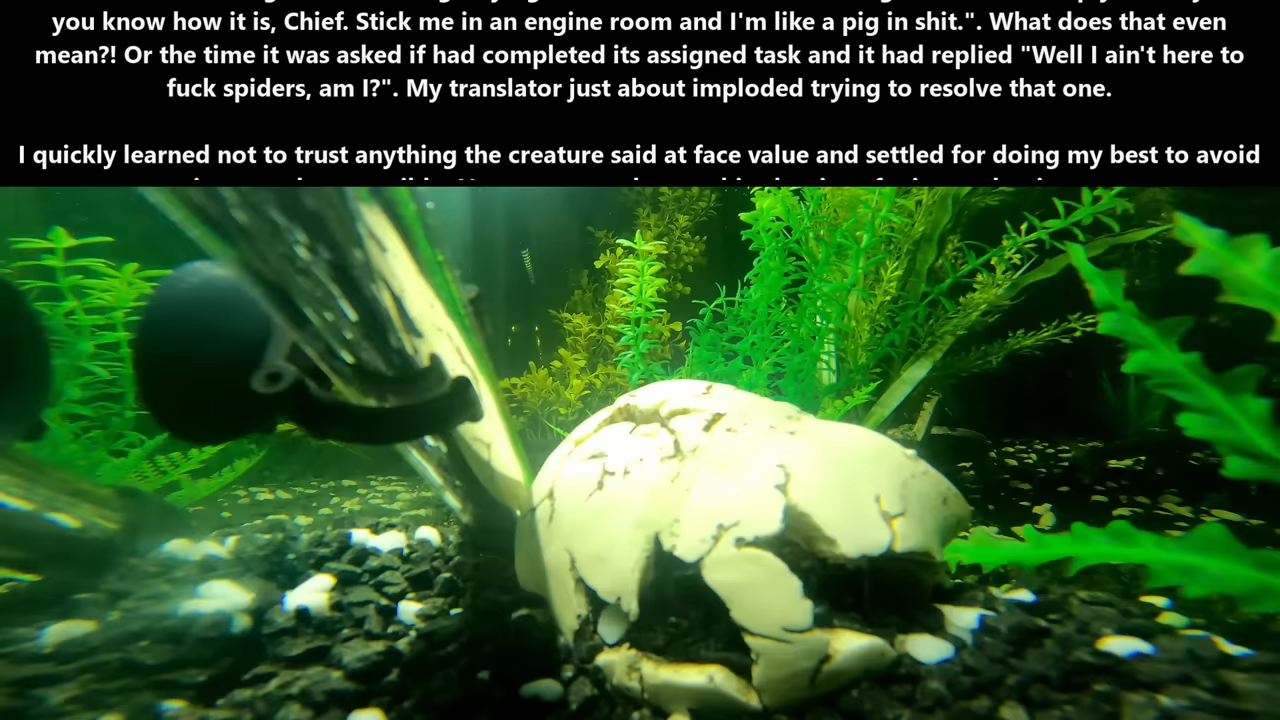 you know how it is, Chief. Stick me in an engine room and I'm like a pig in shit.". What does that even
mean?! Or the time it was asked if had completed its assigned task and it had replied "Well I ain't here to
fuck spiders, am I?". My translator just about imploded trying to resolve that one.
I quickly learned not to trust anything the creature said at face value and settled for doing my best to avoid